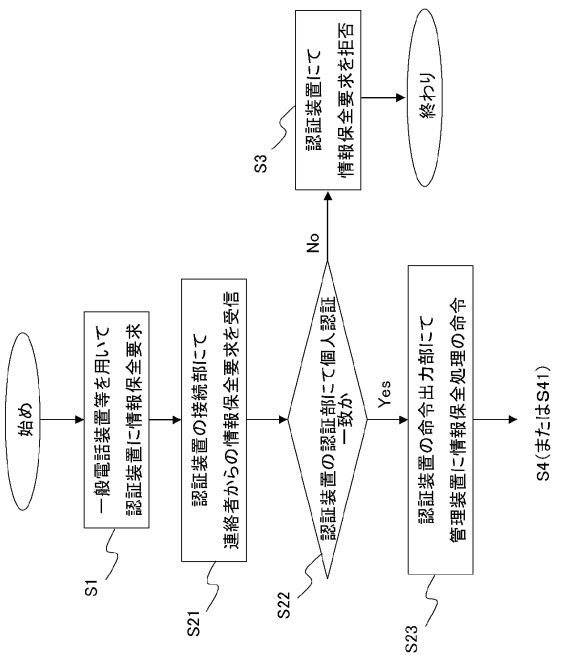 始め
S1
一般電話装置等を用いて
認証装置に情報保全要求
S21
認証装置の接続部にて
連絡者からの情報保全要求を受信
S22
認証装置の認証部にて個人認証
一致か
No
S3
認証装置にて
情報保全要求を拒否
終わり
Yes
S23
認証装置の命令出力部にて
管理装置に情報保全処理の命令
S4(またはS41)